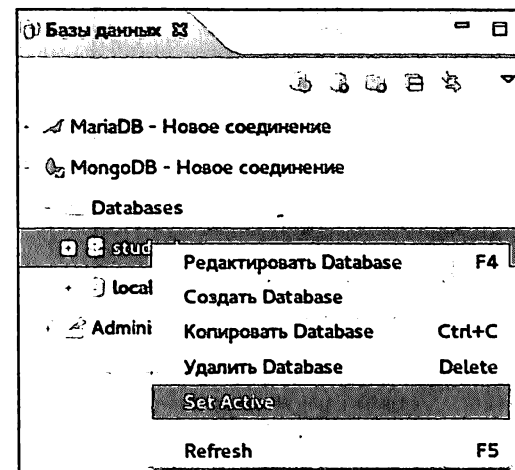 Базы данных
MariaDB - Новое соединение
MongoDB - Новое соединение
Databases
stud
local
Admini
Редактировать Database F4
Создать Database
Копировать Database Ctrl+C
Удалить Database Delete
Set Active
Refresh F5